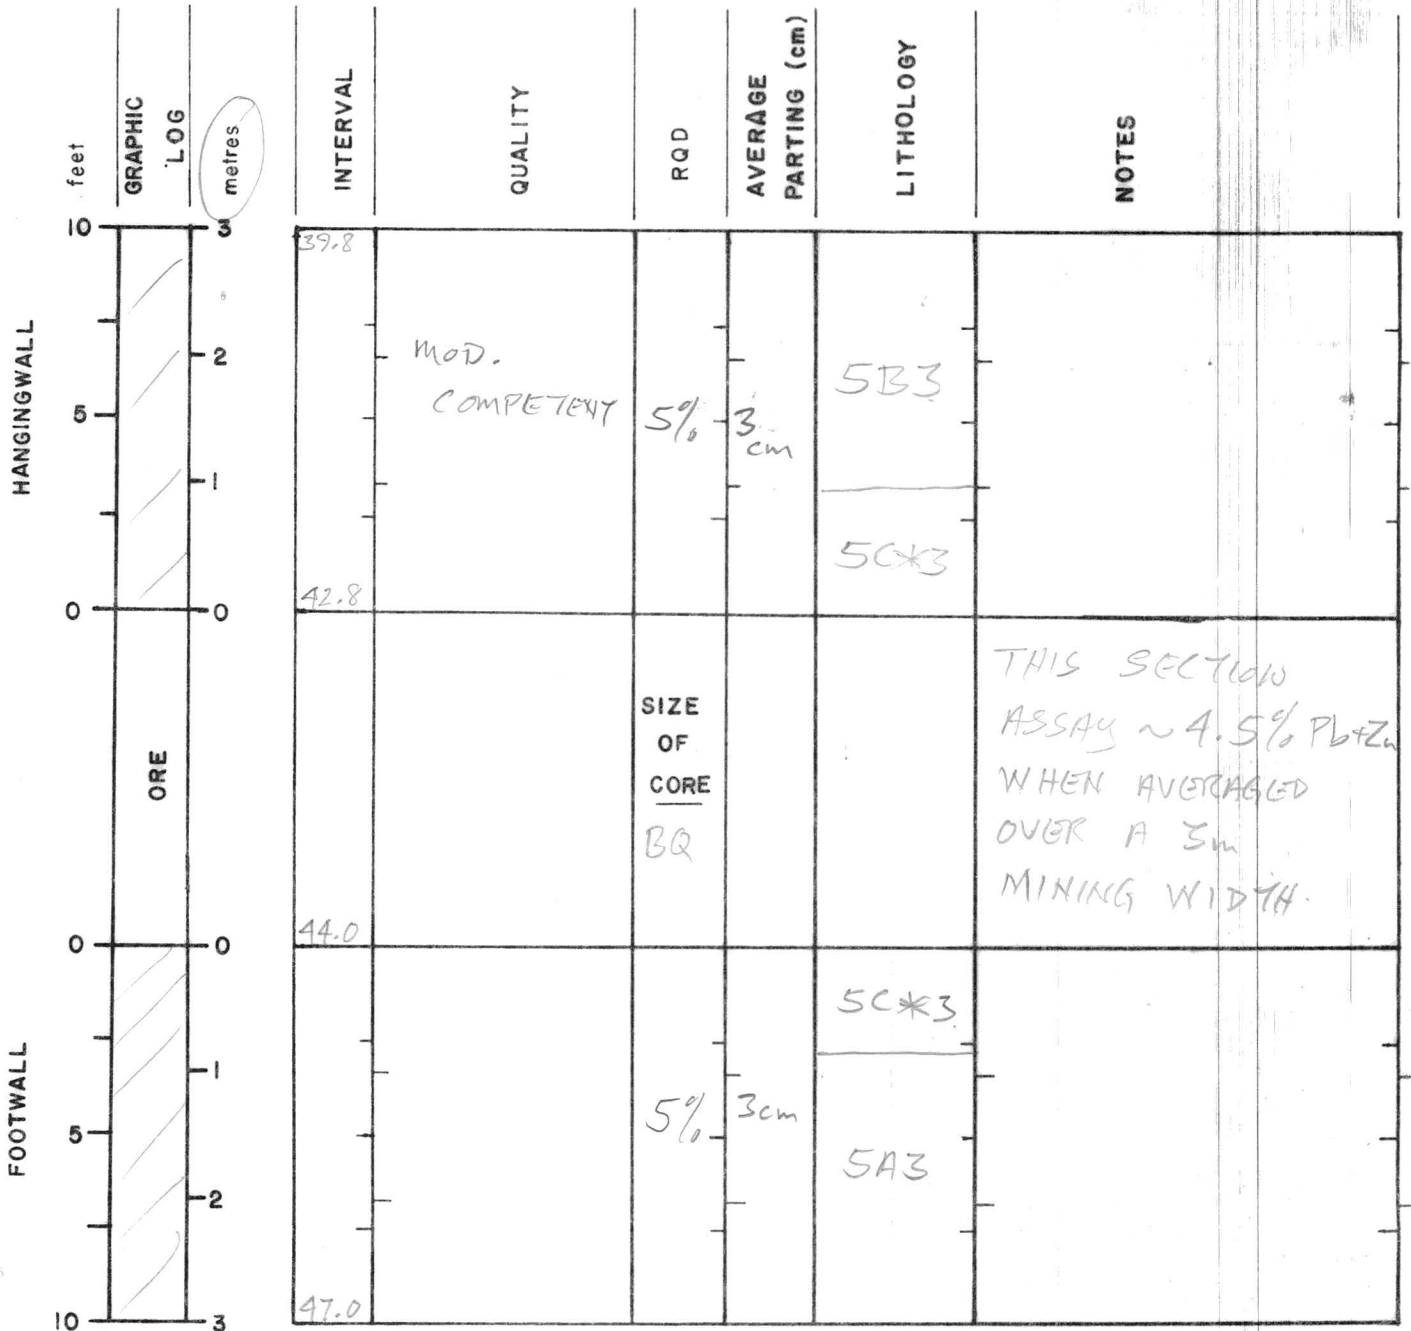 feet
GRAPHIC LOG
metres
INTERVAL
QUALITY
RQD
AVERAGE PARTING (cm)
LITHOLOGY
NOTES
HANGINGWALL
10
5
0
3
2
1
0
39.8
42.8
MOD.
COMPETENT
5%
3
cm
5B3
5C*3
ORE
44.0
SIZE
OF
CORE
BQ
THIS SECTION
ASSAY ~ 4.5% Pb+Zn
WHEN AVERAGED
OVER A 3m
MINING WIDTH.
FOOTWALL
0
5
10
0
1
2
3
47.0
5%
3cm
5C*3
5A3